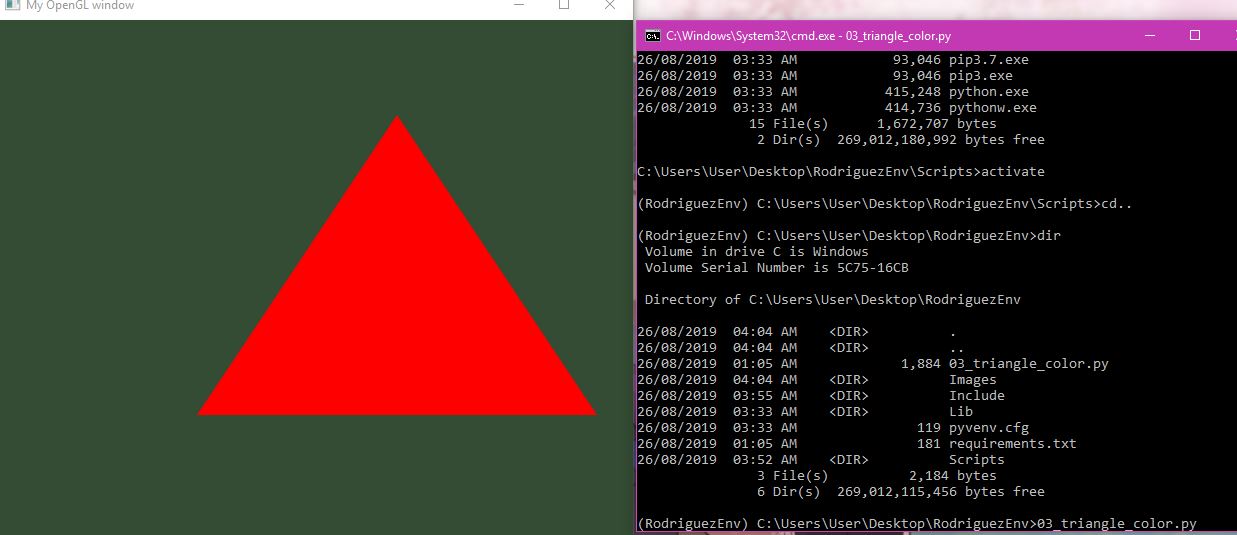 My OpenGL window
C:\Windows\System32\cmd.exe - 03_triangle_color.py
26/08/2019  03:33 AM            93,046 pip3.7.exe
26/08/2019  03:33 AM            93,046 pip3.exe
26/08/2019  03:33 AM           415,248 python.exe
26/08/2019  03:33 AM           414,736 pythonw.exe
              15 File(s)      1,672,707 bytes
               2 Dir(s)  269,012,180,992 bytes free
C:\Users\User\Desktop\RodriguezEnv\Scripts>activate
(RodriguezEnv) C:\Users\User\Desktop\RodriguezEnv\Scripts>cd..
(RodriguezEnv) C:\Users\User\Desktop\RodriguezEnv>dir
 Volume in drive C is Windows
 Volume Serial Number is 5C75-16CB
 Directory of C:\Users\User\Desktop\RodriguezEnv
26/08/2019  04:04 AM    <DIR>          .
26/08/2019  04:04 AM    <DIR>          ..
26/08/2019  01:05 AM             1,884 03_triangle_color.py
26/08/2019  04:04 AM    <DIR>          Images
26/08/2019  03:55 AM    <DIR>          Include
26/08/2019  03:33 AM    <DIR>          Lib
26/08/2019  03:33 AM               119 pyvenv.cfg
26/08/2019  01:05 AM               181 requirements.txt
26/08/2019  03:52 AM    <DIR>          Scripts
               3 File(s)          2,184 bytes
               6 Dir(s)  269,012,115,456 bytes free
(RodriguezEnv) C:\Users\User\Desktop\RodriguezEnv>03_triangle_color.py